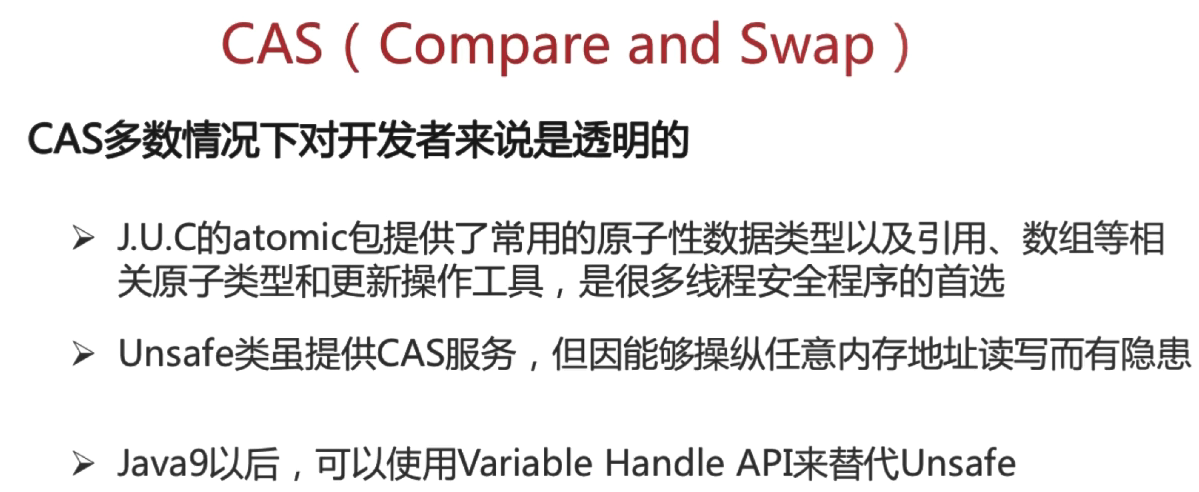 CAS（Compare and Swap）
CAS多数情况下对开发者来说是透明的
➢ J.U.C的atomic包提供了常用的原子性数据类型以及引用、数组等相
关原子类型和更新操作工具，是很多线程安全程序的首选
➢ Unsafe类虽提供CAS服务，但因能够操纵任意内存地址读写而有隐患
➢ Java9以后，可以使用Variable Handle API来替代Unsafe